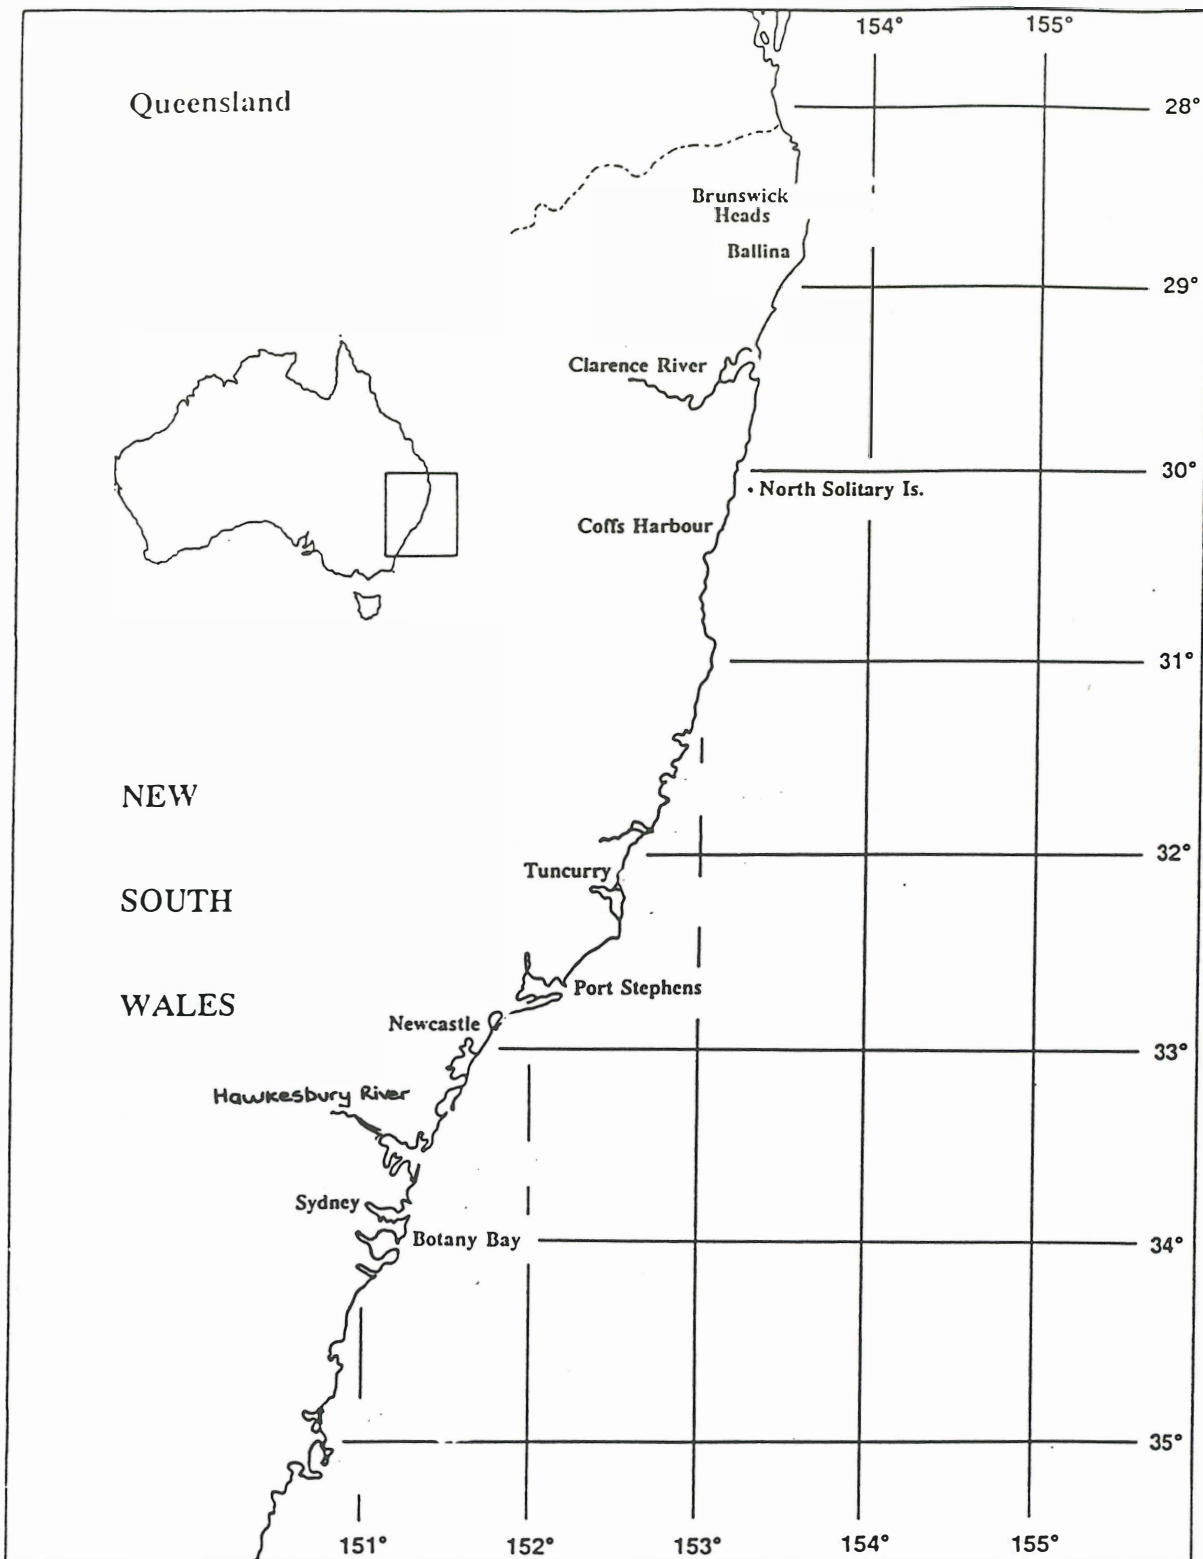 154° 155°
Queensland
28°
Brunswick
Heads
Ballina
29°
Clarence River
30°
North Solitary Is.
Coffs Harbour
31°
NEW
32°
Tuncurry
SOUTH
Port Stephens
WALES
Newcastle
33°
Hawkesbury River
Sydney
Botany Bay
34°
35°
151° 152° 153° 154° 155°